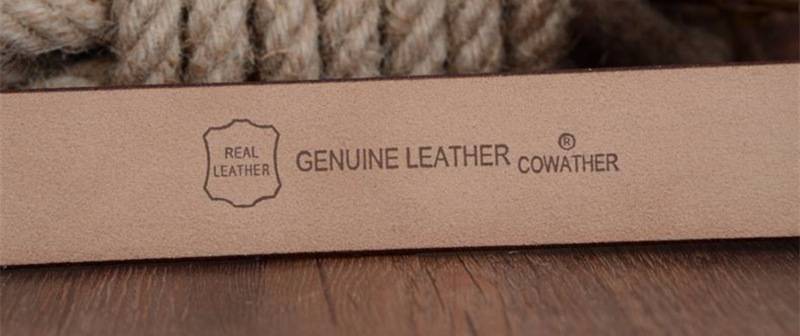 REAL
LEATHER
GENUINE LEATHER
®
COWATHER